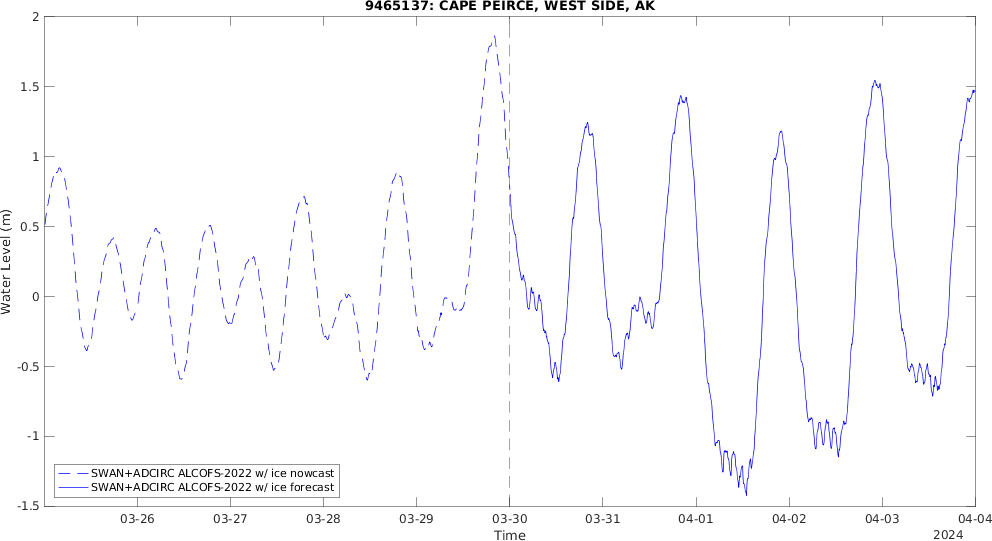 9465137: CAPE PEIRCE, WEST SIDE, AK
2
1.5
1
0.5
0
-0.5
-1
-1.5
Water Level (m)
SWAN+ADCIRC ALCOFS-2022 w/ ice nowcast
SWAN+ADCIRC ALCOFS-2022 w/ ice forecast
03-26 03-27 03-28 03-29 03-30 03-31 04-01 04-02 04-03 04-04
Time
2024